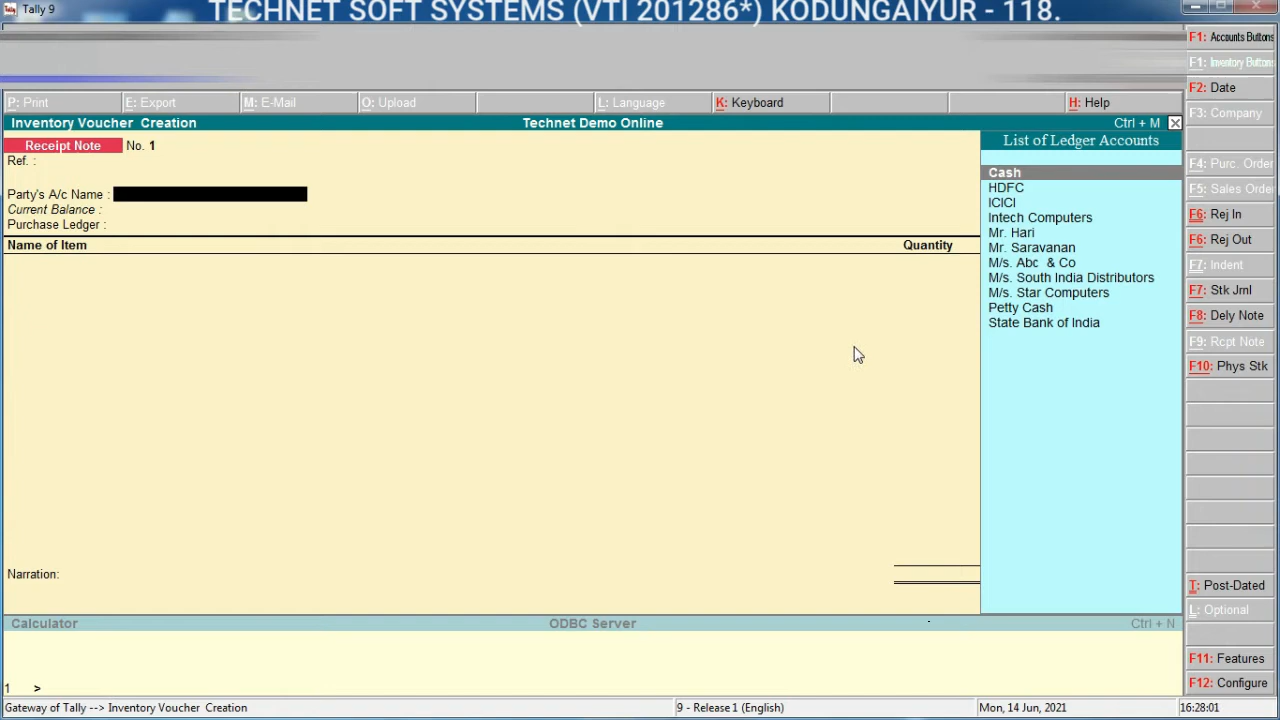 Tally 9
TECHNET SOFT SYSTEMS (VTI 201286*) KODUNGAIYUR - 118.
P: Print E: Export M: E-Mail O: Upload L: Language K: Keyboard H: Help
Inventory Voucher Creation Technet Demo Online Ctrl + M
Receipt Note No. 1
Ref. :
Party's A/c Name :
Current Balance :
Purchase Ledger :
Name of Item Quantity
Narration:
List of Ledger Accounts
Cash
HDFC
ICICI
Intech Computers
Mr. Hari
Mr. Saravanan
M/s. Abc & Co
M/s. South India Distributors
M/s. Star Computers
Petty Cash
State Bank of India
F1: Accounts Buttons
F1: Inventory Buttons
F2: Date
F3: Company
F4: Purc. Order
F5: Sales Order
F6: Rej In
F6: Rej Out
F7: Indent
F7: Stk Jrnl
F8: Dely Note
F9: Rcpt Note
F10: Phys Stk
T: Post-Dated
L: Optional
F11: Features
F12: Configure
Calculator ODBC Server Ctrl + N
1 >
Gateway of Tally --> Inventory Voucher Creation 9 - Release 1 (English) Mon, 14 Jun, 2021 16:28:01